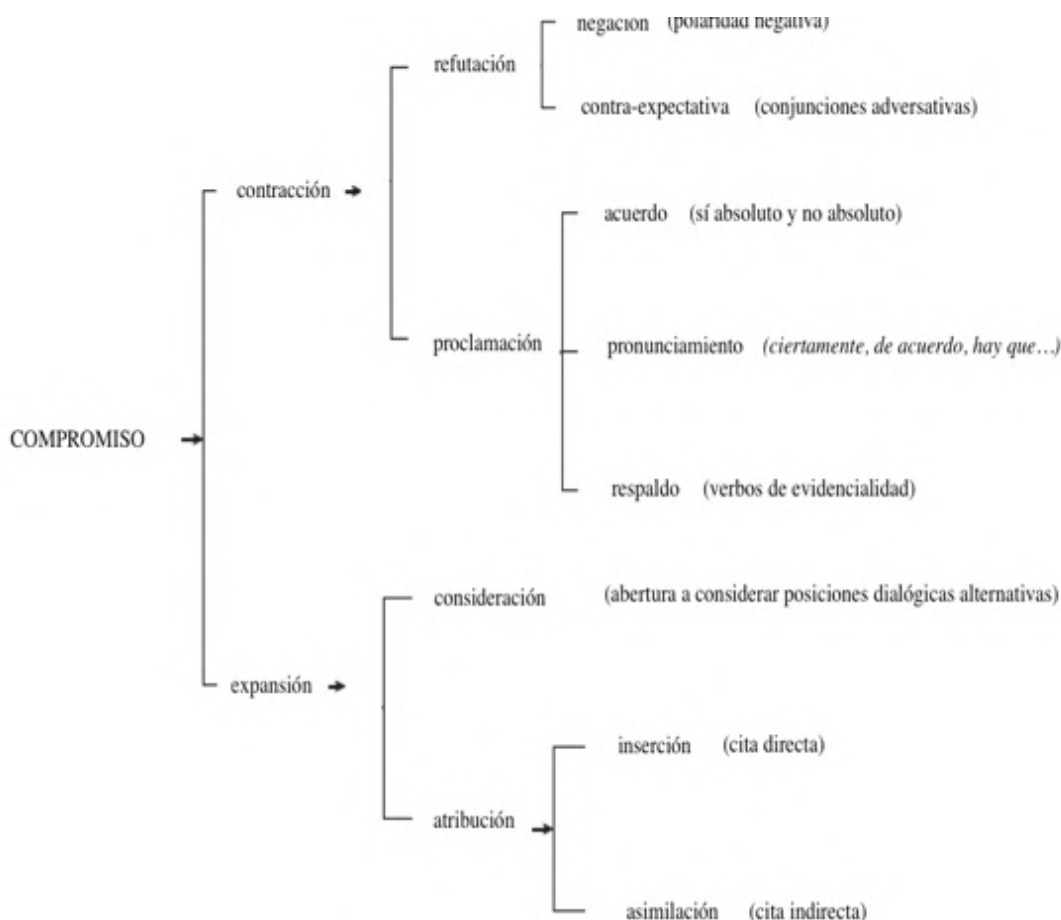 negación (polaridad negativa)
refutación
contra-expectativa (conjunciones adversativas)
contracción
acuerdo (sí absoluto y no absoluto)
proclamación
pronunciamiento (ciertamente, de acuerdo, hay que…)
COMPROMISO
respaldo (verbos de evidencialidad)
consideración (abertura a considerar posiciones dialógicas alternativas)
expansión
inserción (cita directa)
atribución
asimilación (cita indirecta)